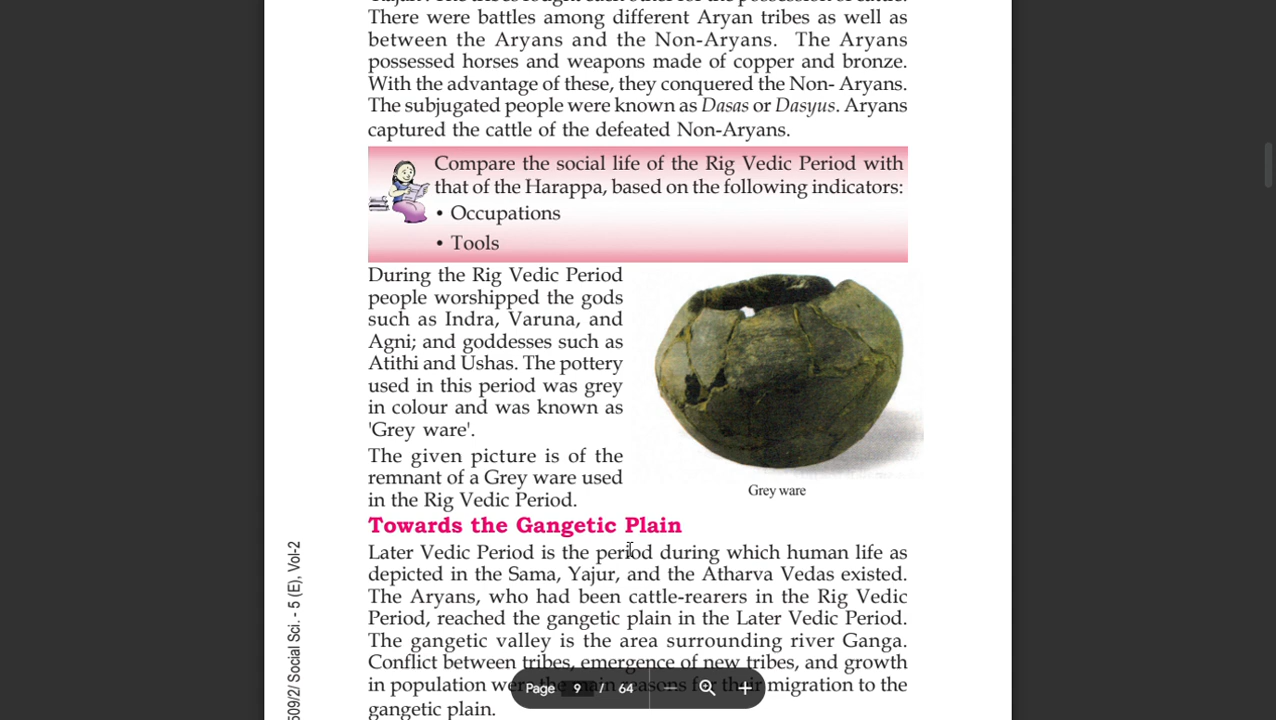 There were battles among different Aryan tribes as well as
between the Aryans and the Non-Aryans. The Aryans
possessed horses and weapons made of copper and bronze.
With the advantage of these, they conquered the Non- Aryans.
The subjugated people were known as Dasas or Dasyus. Aryans
captured the cattle of the defeated Non-Aryans.
Compare the social life of the Rig Vedic Period with
that of the Harappa, based on the following indicators:
• Occupations
• Tools
During the Rig Vedic Period
people worshipped the gods
such as Indra, Varuna, and
Agni; and goddesses such as
Atithi and Ushas. The pottery
used in this period was grey
in colour and was known as
'Grey ware'.
The given picture is of the
remnant of a Grey ware used
in the Rig Vedic Period.
Grey ware
Towards the Gangetic Plain
Later Vedic Period is the period during which human life as
depicted in the Sama, Yajur, and the Atharva Vedas existed.
The Aryans, who had been cattle-rearers in the Rig Vedic
Period, reached the gangetic plain in the Later Vedic Period.
The gangetic valley is the area surrounding river Ganga.
Conflict between tribes, emergence of new tribes, and growth
in population were the main reasons for their migration to the
gangetic plain.
609/2/ Social Sci. - 5 (E), Vol-2
Page 9 / 64